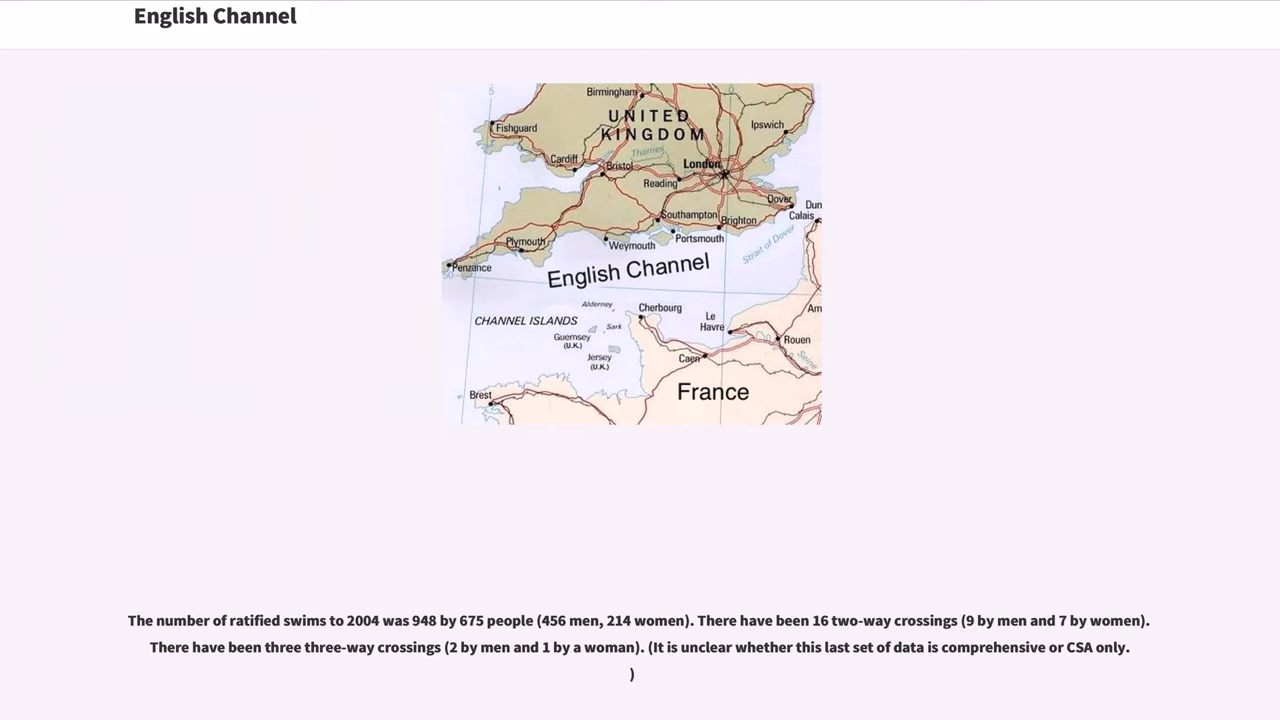 English Channel
5
0
Birmingham
UNITED
KINGDOM
Ipswich
Fishguard
Thames
Cardiff
Bristol
London
Reading
Dover
Dun
Calais
Southampton
Brighton
Strait of Dover
Plymouth
Weymouth
Portsmouth
Penzance
50
English Channel
Alderney
Cherbourg
Am
CHANNEL ISLANDS
Sark
Le
Havre
Guernsey
(U.K.)
Rouen
Seine
Jersey
(U.K.)
Caen
France
Brest
The number of ratified swims to 2004 was 948 by 675 people (456 men, 214 women). There have been 16 two-way crossings (9 by men and 7 by women).
There have been three three-way crossings (2 by men and 1 by a woman). (It is unclear whether this last set of data is comprehensive or CSA only.
)